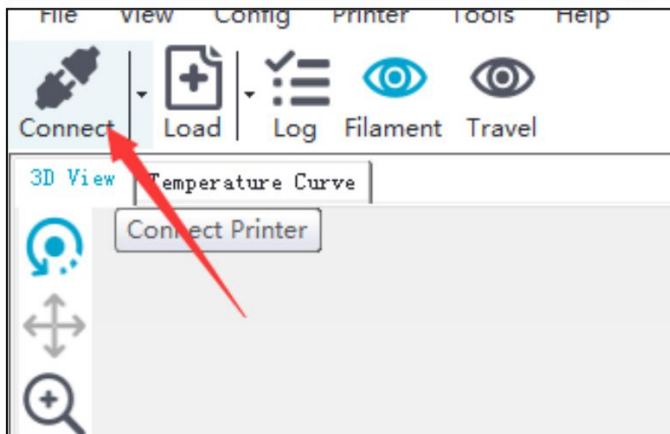 File View Config Printer Tools Help
Connect Load Log Filament Travel
3D View Temperature Curve
Connect Printer